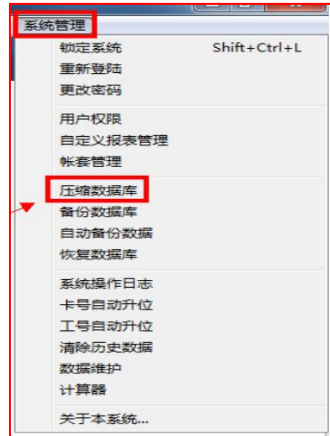 系统管理
锁定系统 Shift+Ctrl+L
重新登陆
更改密码
用户权限
自定义报表管理
帐套管理
压缩数据库
备份数据库
自动备份数据
恢复数据库
系统操作日志
卡号自动升位
工号自动升位
清除历史数据
数据维护
计算器
关于本系统...